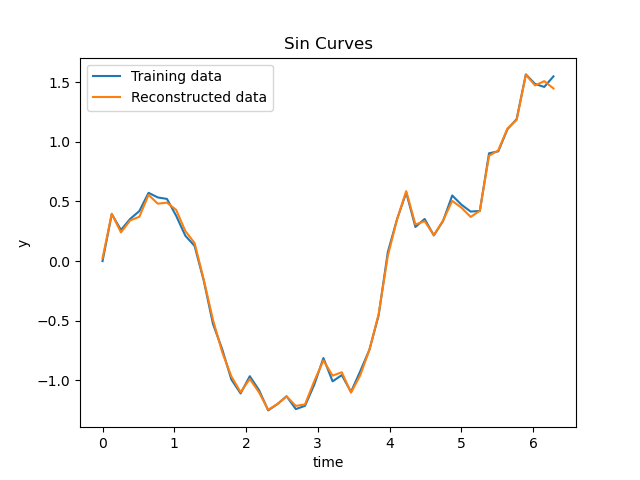 Sin Curves
Training data
Reconstructed data
1.5
1.0
0.5
0.0
−0.5
−1.0
y
0 1 2 3 4 5 6
time